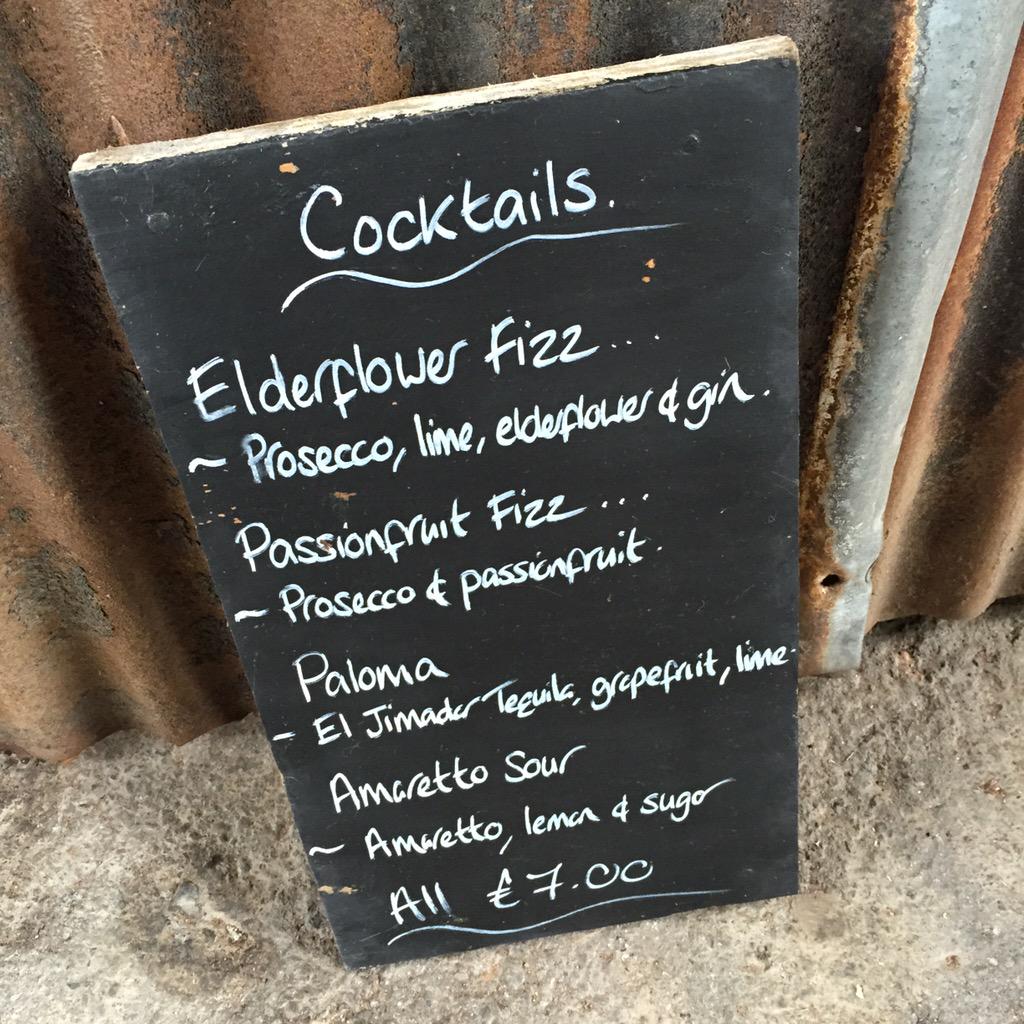 Cocktails.
Elderflower Fizz....
~ Prosecco, lime, elderflower & gin.
Passionfruit Fizz ...
~ Prosecco & passionfruit.
Paloma
- El Jimador Tequila, grapefruit, lime
Amaretto Sour
~ Amaretto, lemon & sugar
All £7.00